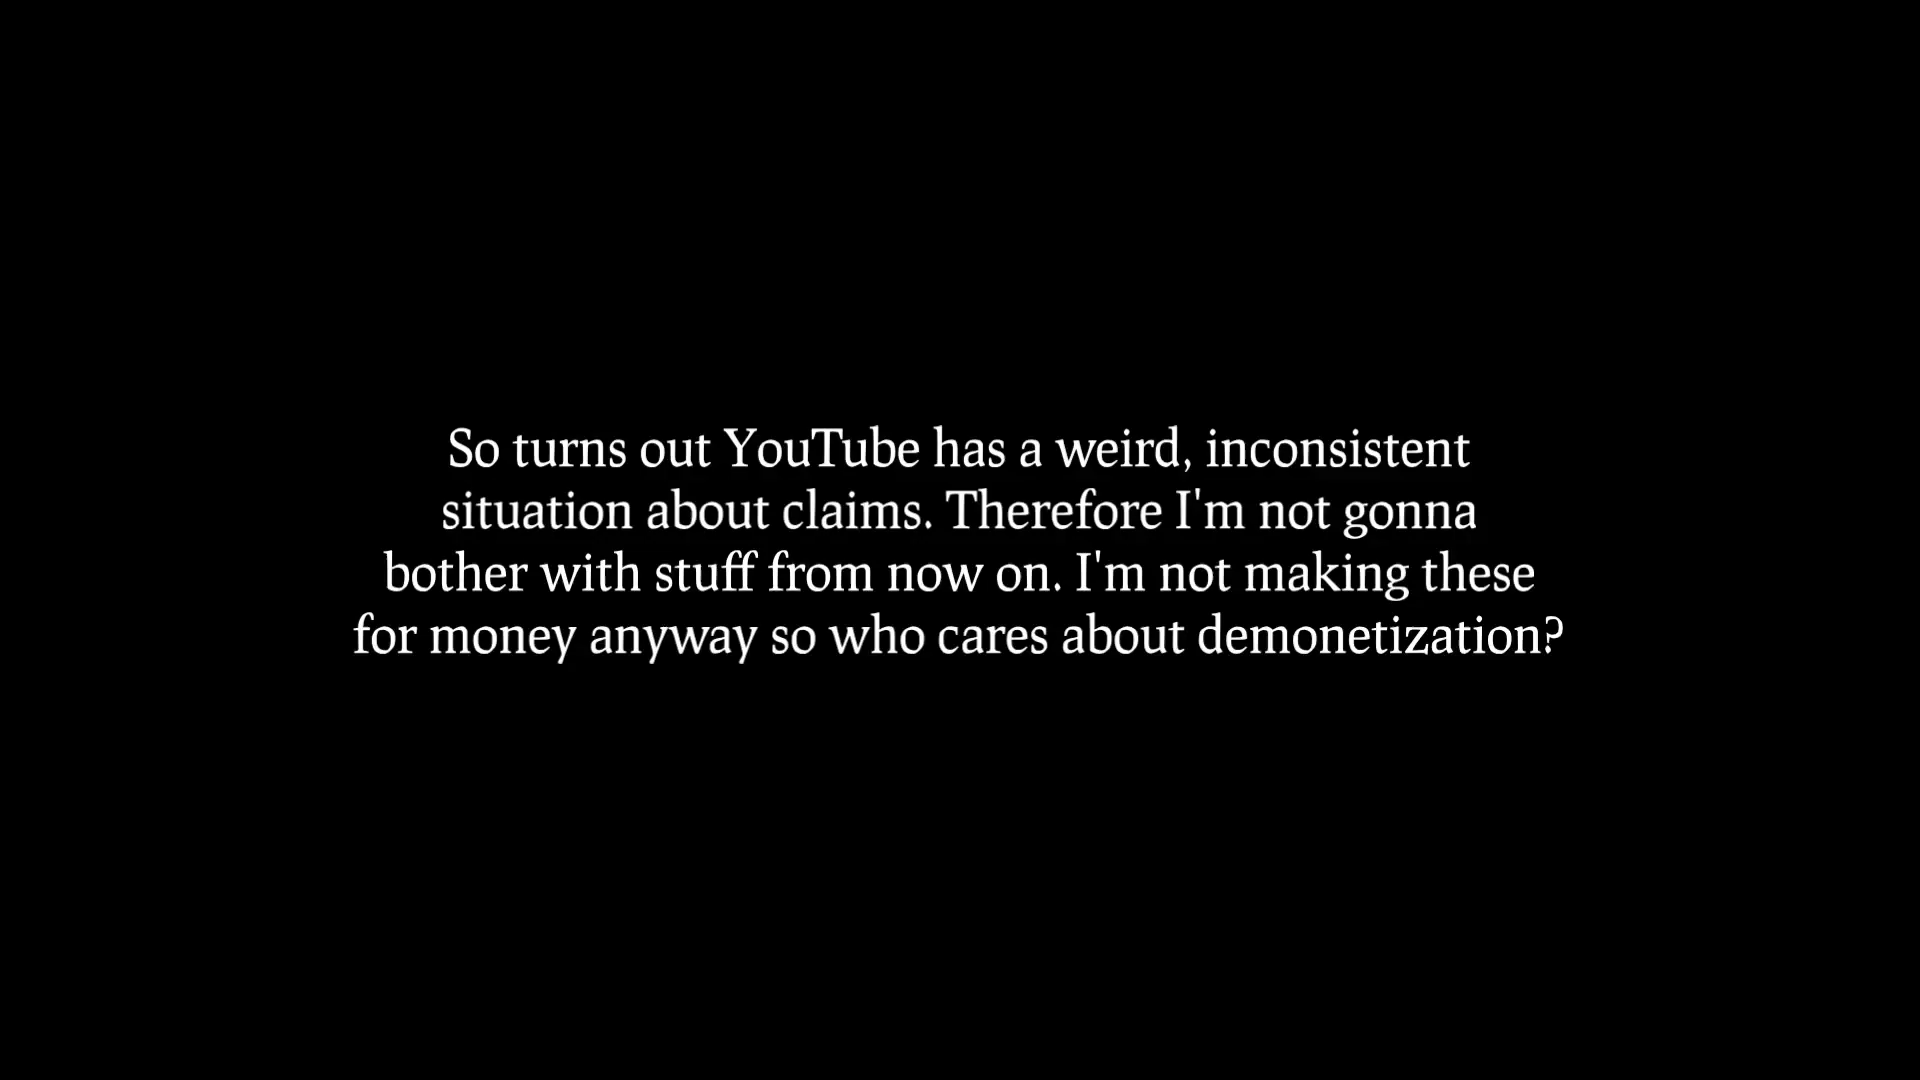 So turns out YouTube has a weird, inconsistent
situation about claims. Therefore I'm not gonna
bother with stuff from now on. I'm not making these
for money anyway so who cares about demonetization?